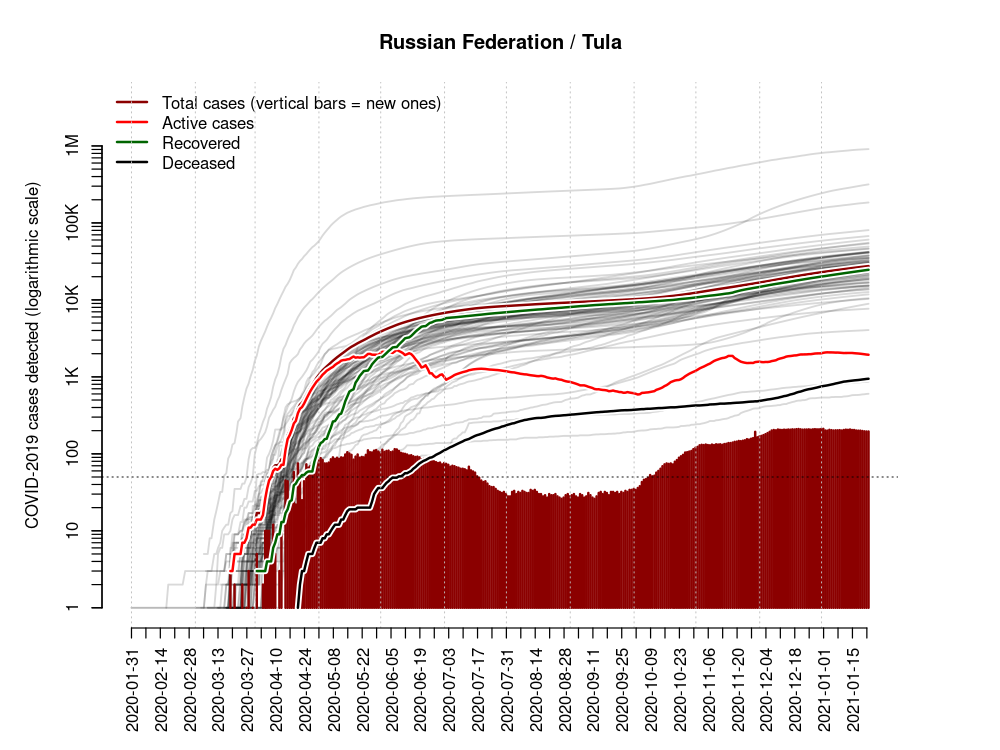 Russian Federation / Tula
Total cases (vertical bars = new ones)
Active cases
Recovered
Deceased
COVID-2019 cases detected (logarithmic scale)
1M
100K
10K
1K
100
10
1
2020-01-31
2020-02-14
2020-02-28
2020-03-13
2020-03-27
2020-04-10
2020-04-24
2020-05-08
2020-05-22
2020-06-05
2020-06-19
2020-07-03
2020-07-17
2020-07-31
2020-08-14
2020-08-28
2020-09-11
2020-09-25
2020-10-09
2020-10-23
2020-11-06
2020-11-20
2020-12-04
2020-12-18
2021-01-01
2021-01-15